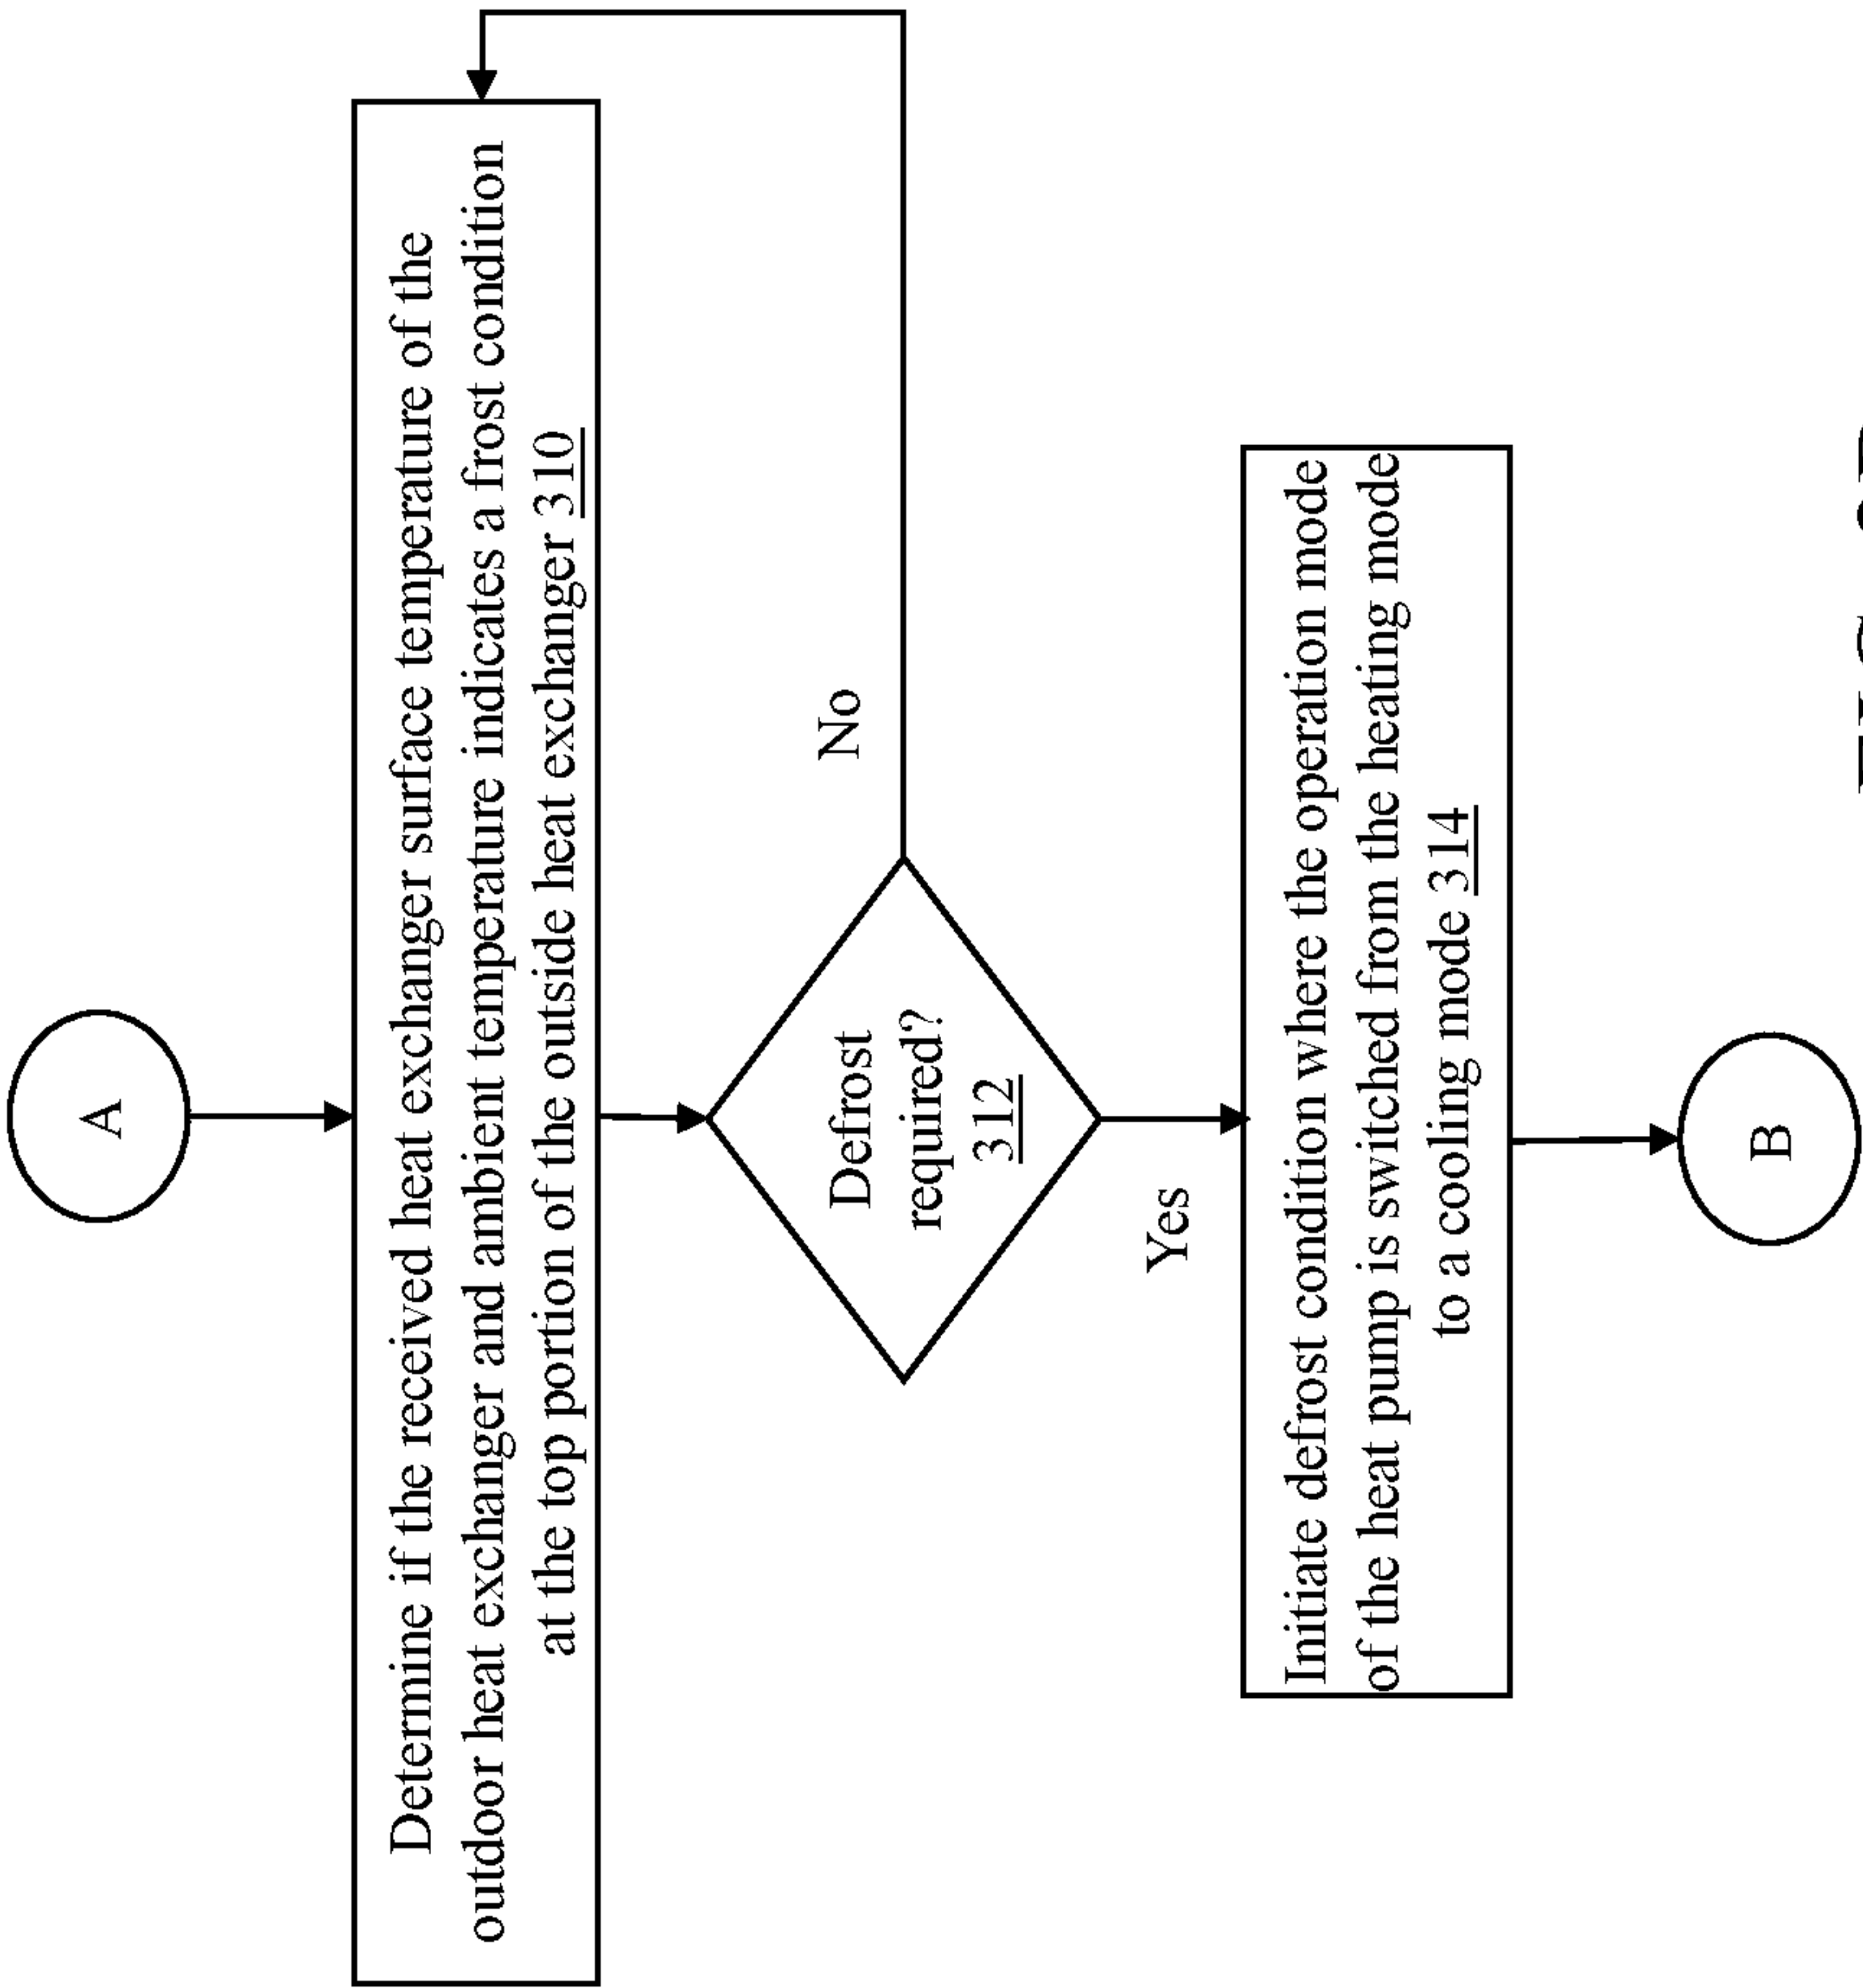 A
Determine if the received heat exchanger surface temperature of the
outdoor heat exchanger and ambient temperature indicates a frost condition
at the top portion of the outside heat exchanger 310
Defrost
required?
312
No
Yes
Initiate defrost condition where the operation mode
of the heat pump is switched from the heating mode
to a cooling mode 314
B